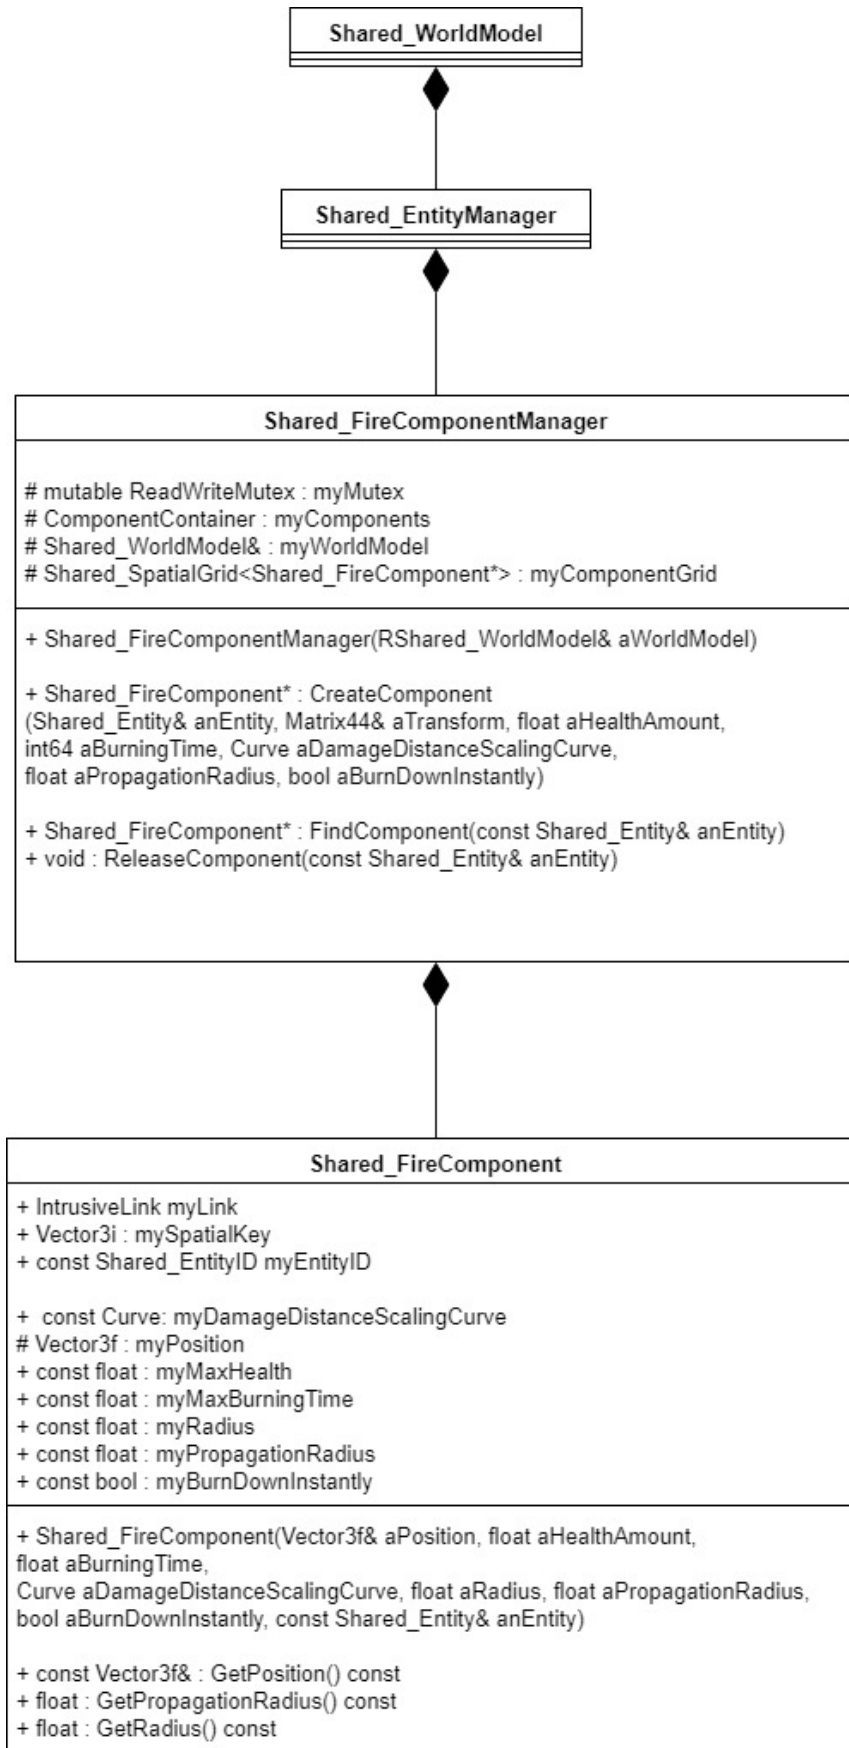 Shared_WorldModel
Shared_EntityManager
Shared_FireComponentManager
# mutable ReadWriteMutex : myMutex
# ComponentContainer : myComponents
# Shared_WorldModel& : myWorldModel
# Shared_SpatialGrid<Shared_FireComponent*> : myComponentGrid
+ Shared_FireComponentManager(RShared_WorldModel& aWorldModel)
+ Shared_FireComponent* : CreateComponent
(Shared_Entity& anEntity, Matrix44& aTransform, float aHealthAmount,
int64 aBurningTime, Curve aDamageDistanceScalingCurve,
float aPropagationRadius, bool aBurnDownInstantly)
+ Shared_FireComponent* : FindComponent(const Shared_Entity& anEntity)
+ void : ReleaseComponent(const Shared_Entity& anEntity)
Shared_FireComponent
+ IntrusiveLink myLink
+ Vector3i : mySpatialKey
+ const Shared_EntityID myEntityID
+  const Curve: myDamageDistanceScalingCurve
# Vector3f : myPosition
+ const float : myMaxHealth
+ const float : myMaxBurningTime
+ const float : myRadius
+ const float : myPropagationRadius
+ const bool : myBurnDownInstantly
+ Shared_FireComponent(Vector3f& aPosition, float aHealthAmount,
float aBurningTime,
Curve aDamageDistanceScalingCurve, float aRadius, float aPropagationRadius,
bool aBurnDownInstantly, const Shared_Entity& anEntity)
+ const Vector3f& : GetPosition() const
+ float : GetPropagationRadius() const
+ float : GetRadius() const